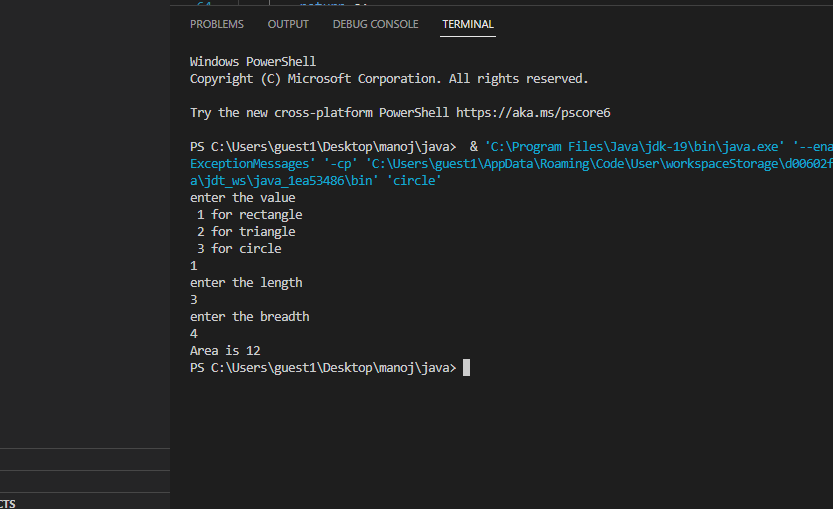 PROBLEMS OUTPUT DEBUG CONSOLE TERMINAL
Windows PowerShell
Copyright (C) Microsoft Corporation. All rights reserved.
Try the new cross-platform PowerShell https://aka.ms/pscore6
PS C:\Users\guest1\Desktop\manoj\java>  & 'C:\Program Files\Java\jdk-19\bin\java.exe' '--ena
ExceptionMessages' '-cp' 'C:\Users\guest1\AppData\Roaming\Code\User\workspaceStorage\d00602f
a\jdt_ws\java_1ea53486\bin' 'circle'
enter the value
 1 for rectangle
 2 for triangle
 3 for circle
1
enter the length
3
enter the breadth
4
Area is 12
PS C:\Users\guest1\Desktop\manoj\java>
CTS